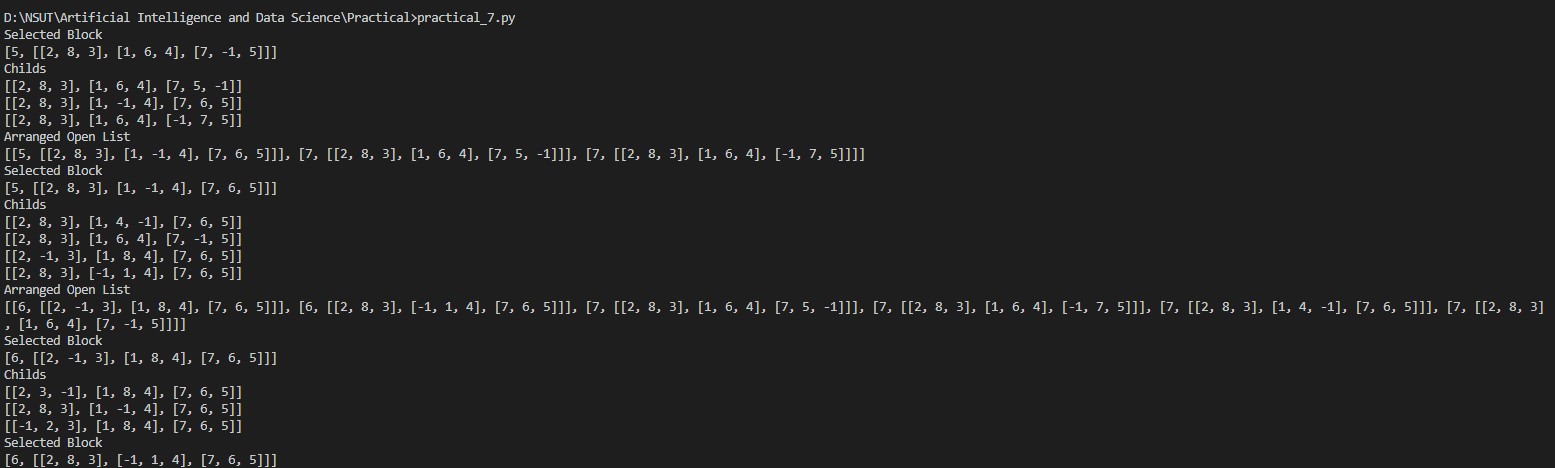 D:\NSUT\Artificial Intelligence and Data Science\Practical>practical_7.py
Selected Block
[5, [[2, 8, 3], [1, 6, 4], [7, -1, 5]]]
Childs
[[2, 8, 3], [1, 6, 4], [7, 5, -1]]
[[2, 8, 3], [1, -1, 4], [7, 6, 5]]
[[2, 8, 3], [1, 6, 4], [-1, 7, 5]]
Arranged Open List
[[5, [[2, 8, 3], [1, -1, 4], [7, 6, 5]]], [7, [[2, 8, 3], [1, 6, 4], [7, 5, -1]]], [7, [[2, 8, 3], [1, 6, 4], [-1, 7, 5]]]]
Selected Block
[5, [[2, 8, 3], [1, -1, 4], [7, 6, 5]]]
Childs
[[2, 8, 3], [1, 4, -1], [7, 6, 5]]
[[2, 8, 3], [1, 6, 4], [7, -1, 5]]
[[2, -1, 3], [1, 8, 4], [7, 6, 5]]
[[2, 8, 3], [-1, 1, 4], [7, 6, 5]]
Arranged Open List
[[6, [[2, -1, 3], [1, 8, 4], [7, 6, 5]]], [6, [[2, 8, 3], [-1, 1, 4], [7, 6, 5]]], [7, [[2, 8, 3], [1, 6, 4], [7, 5, -1]]], [7, [[2, 8, 3], [1, 6, 4], [-1, 7, 5]]], [7, [[2, 8, 3], [1, 4, -1], [7, 6, 5]]], [7, [[2, 8, 3]
, [1, 6, 4], [7, -1, 5]]]]
Selected Block
[6, [[2, -1, 3], [1, 8, 4], [7, 6, 5]]]
Childs
[[2, 3, -1], [1, 8, 4], [7, 6, 5]]
[[2, 8, 3], [1, -1, 4], [7, 6, 5]]
[[-1, 2, 3], [1, 8, 4], [7, 6, 5]]
Selected Block
[6, [[2, 8, 3], [-1, 1, 4], [7, 6, 5]]]